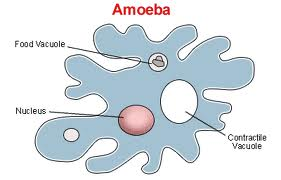 Amoeba
Food Vacuole
Nucleus
Contractile
Vacuole